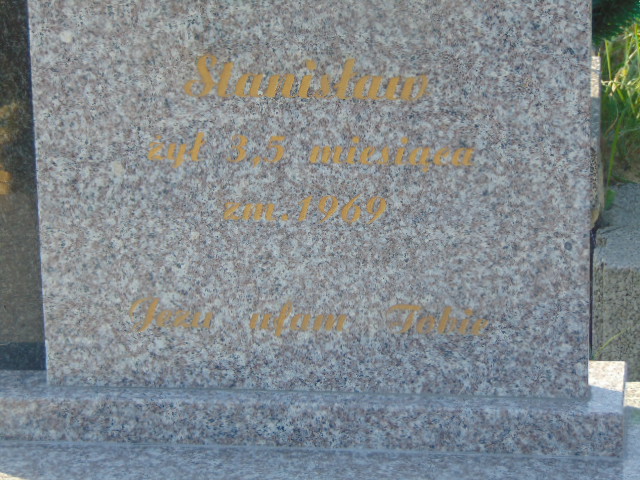 Stanisław
żył 3,5 miesiąca
zm. 1969
Jezu ufam Tobie